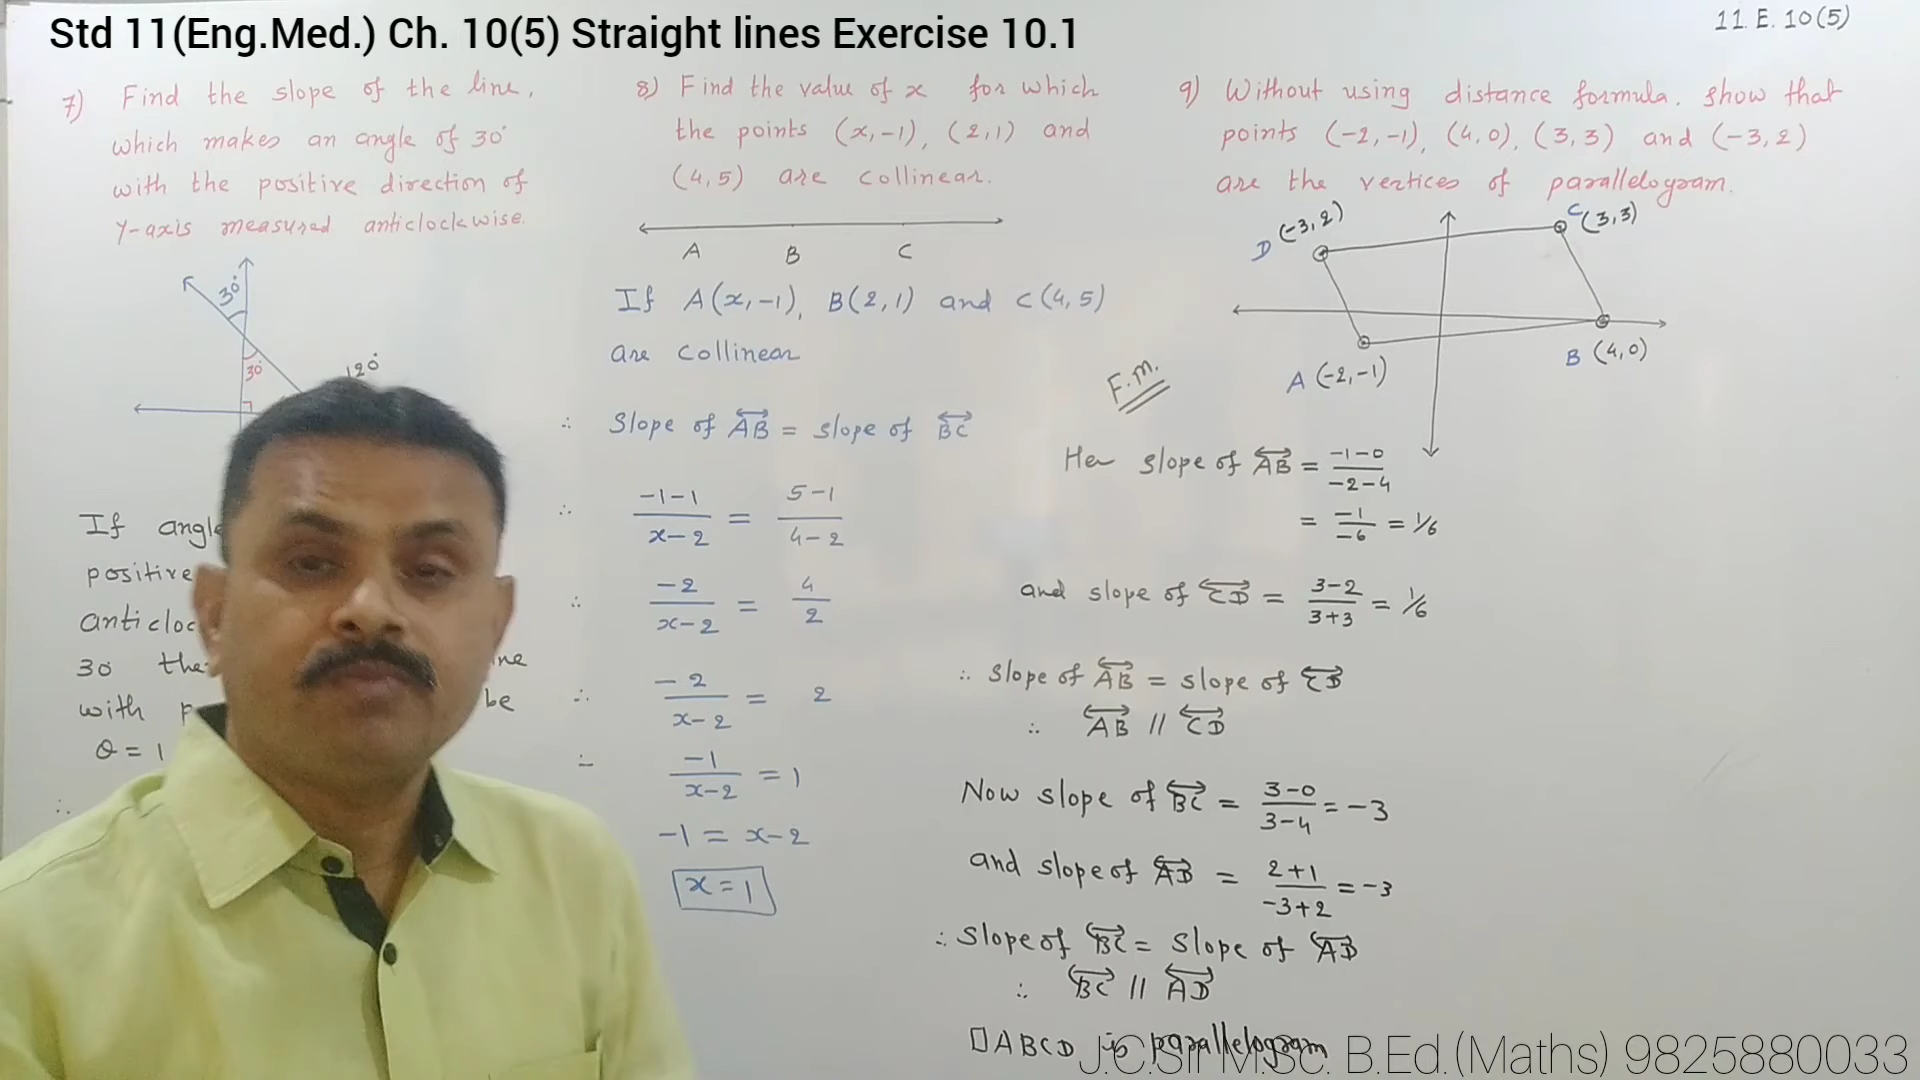 Std 11(Eng.Med.) Ch. 10(5) Straight lines Exercise 10.1
11. E. 10(5)
7) Find the slope of the line,
which makes an angle of 30°
with the positive direction of
Y-axis measured anticlockwise.
30°
30°
120°
If angle
positive
anticloc
30 the ine
with p be
θ = 1
∴
8) Find the value of x for which
the points (x,-1), (2,1) and
(4,5) are collinear.
A B C
If A(x,-1), B(2,1) and C(4,5)
are collinear
∴ Slope of AB = slope of BC
∴ -1-1/x-2 = 5-1/4-2
∴ -2/x-2 = 4/2
∴ -2/x-2 = 2
∴ -1/x-2 = 1
-1 = x-2
x = 1
9) Without using distance formula. show that
points (-2,-1), (4,0), (3,3) and (-3,2)
are the vertices of parallelogram.
D (-3,2)
C (3,3)
A (-2,-1)
B (4,0)
F.M.
Her slope of AB = -1-0/-2-4
= -1/-6 = 1/6
and slope of CD = 3-2/3+3 = 1/6
∴ slope of AB = slope of CD
∴ AB // CD
Now slope of BC = 3-0/3-4 = -3
and slope of AD = 2+1/-3+2 = -3
∴ Slope of BC = Slope of AD
∴ BC // AD
□ABCD is parallelogram
J.C.Sir M.Sc. B.Ed.(Maths) 9825880033